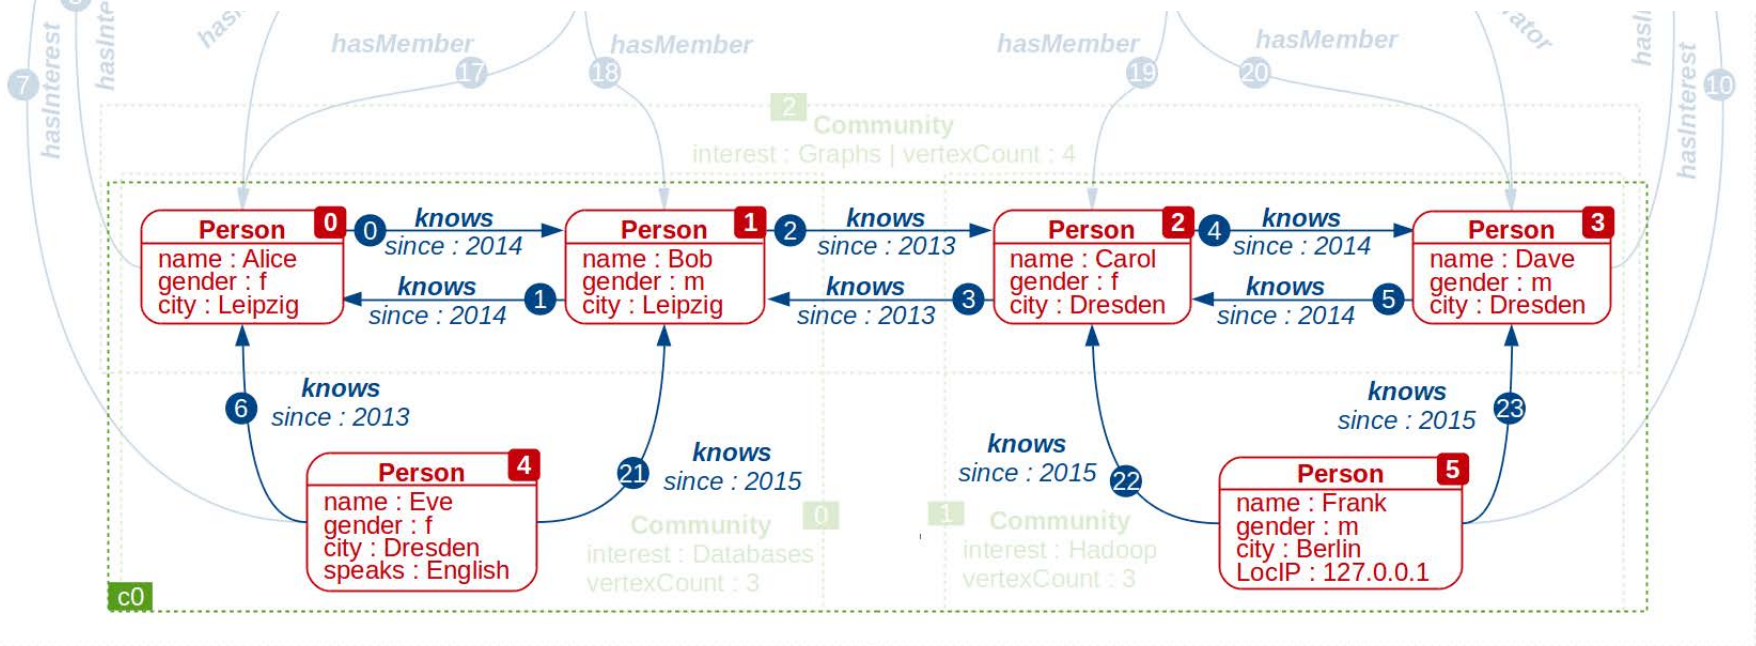 hasMember
17
hasMember
18
hasMember
19
hasMember
20
7
hasInterest
10
hasInterest
2
Community
interest : Graphs | vertexCount : 4
Person 0
name : Alice
gender : f
city : Leipzig
0 knows
since : 2014
knows 1
since : 2014
Person 1
name : Bob
gender : m
city : Leipzig
2 knows
since : 2013
knows 3
since : 2013
Person 2
name : Carol
gender : f
city : Dresden
4 knows
since : 2014
knows 5
since : 2014
Person 3
name : Dave
gender : m
city : Dresden
6
knows
since : 2013
21
knows
since : 2015
knows
since : 2015
22
knows
since : 2015
23
Person 4
name : Eve
gender : f
city : Dresden
speaks : English
Community 0
interest : Databases
vertexCount : 3
1 Community
interest : Hadoop
vertexCount : 3
Person 5
name : Frank
gender : m
city : Berlin
LocIP : 127.0.0.1
c0